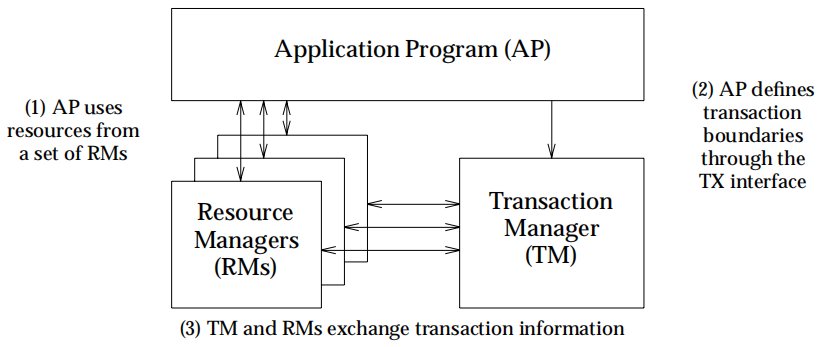 Application Program (AP)
(1) AP uses
resources from
a set of RMs
(2) AP defines
transaction
boundaries
through the
TX interface
Resource
Managers
(RMs)
Transaction
Manager
(TM)
(3) TM and RMs exchange transaction information